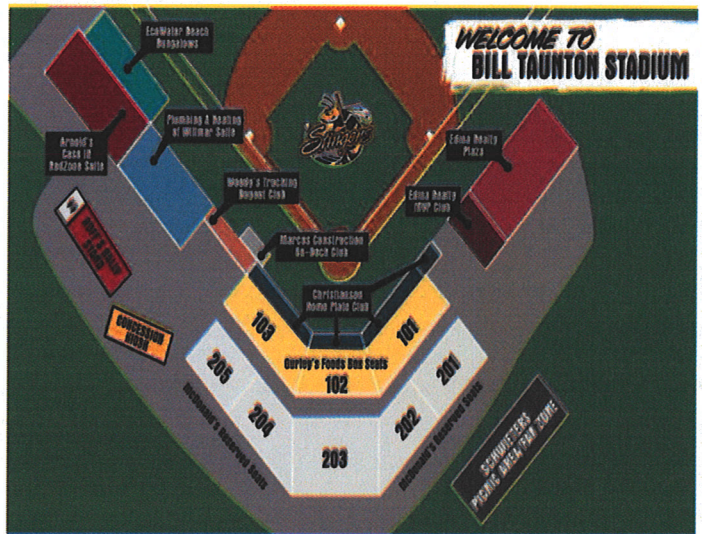 WELCOME TO
BILL TAUNTON STADIUM
EcoWater Beach
Bungalows
Stingers
Plumbing & Heating
of Willmar Suite
Arnold's
Case IH
RedZone Suite
Edina Realty
Plaza
Woody's Trucking
Dugout Club
Edina Realty
MVP Club
Marcus Construction
On-Deck Club
Christianson
Home Plate Club
CONCESSION
103
101
Gurley's Foods Box Seats
102
205
201
204
202
203
McDonald's Reserved Seats
McDonald's Reserved Seats
PICNIC AREA/FAN ZONE